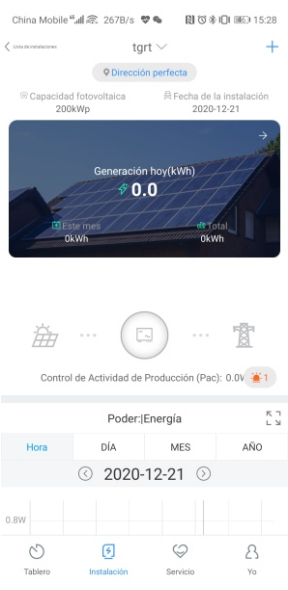 China Mobile 267B/s 15:28
Lista de instalaciones
tgrt
Dirección perfecta
Capacidad fotovoltaica
200kWp
Fecha de la instalación
2020-12-21
Generación hoy(kWh)
0.0
Este mes
0kWh
Total
0kWh
Control de Actividad de Producción (Pac): 0.0
1
Poder:|Energía
Hora
DÍA
MES
AÑO
2020-12-21
0.8W
Tablero
Instalación
Servicio
Yo